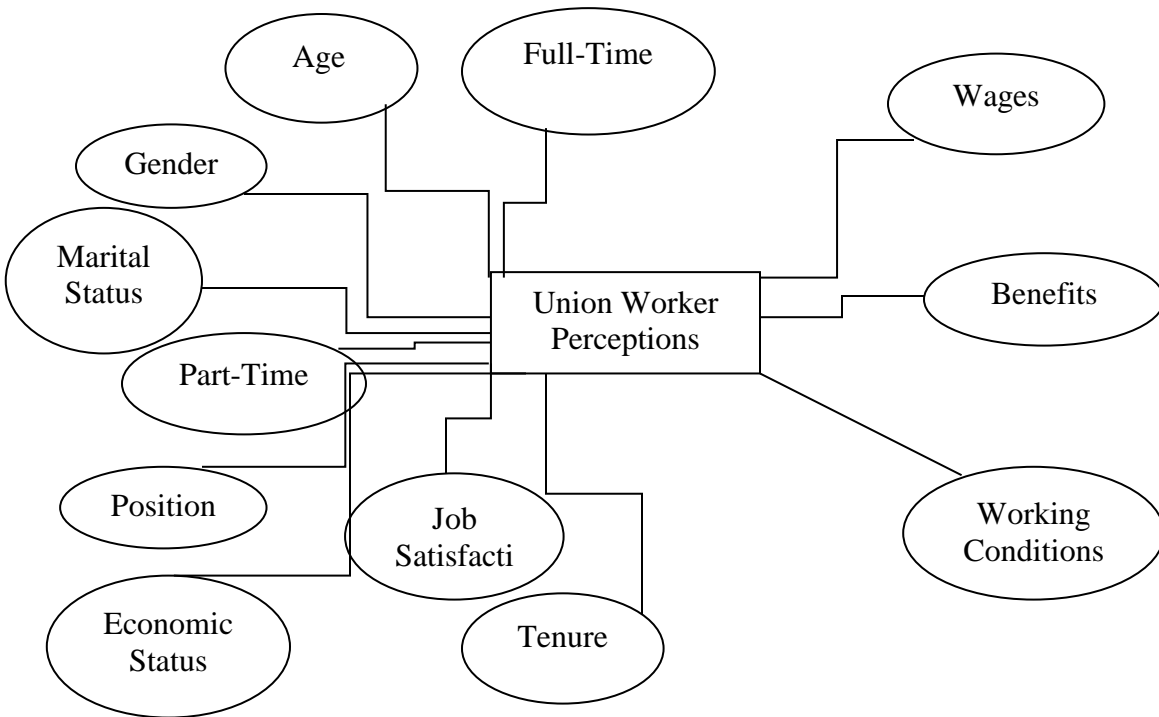 Age
Full-Time
Wages
Gender
Marital
Status
Union Worker
Perceptions
Benefits
Part-Time
Position
Job
Satisfacti
Working
Conditions
Economic
Status
Tenure